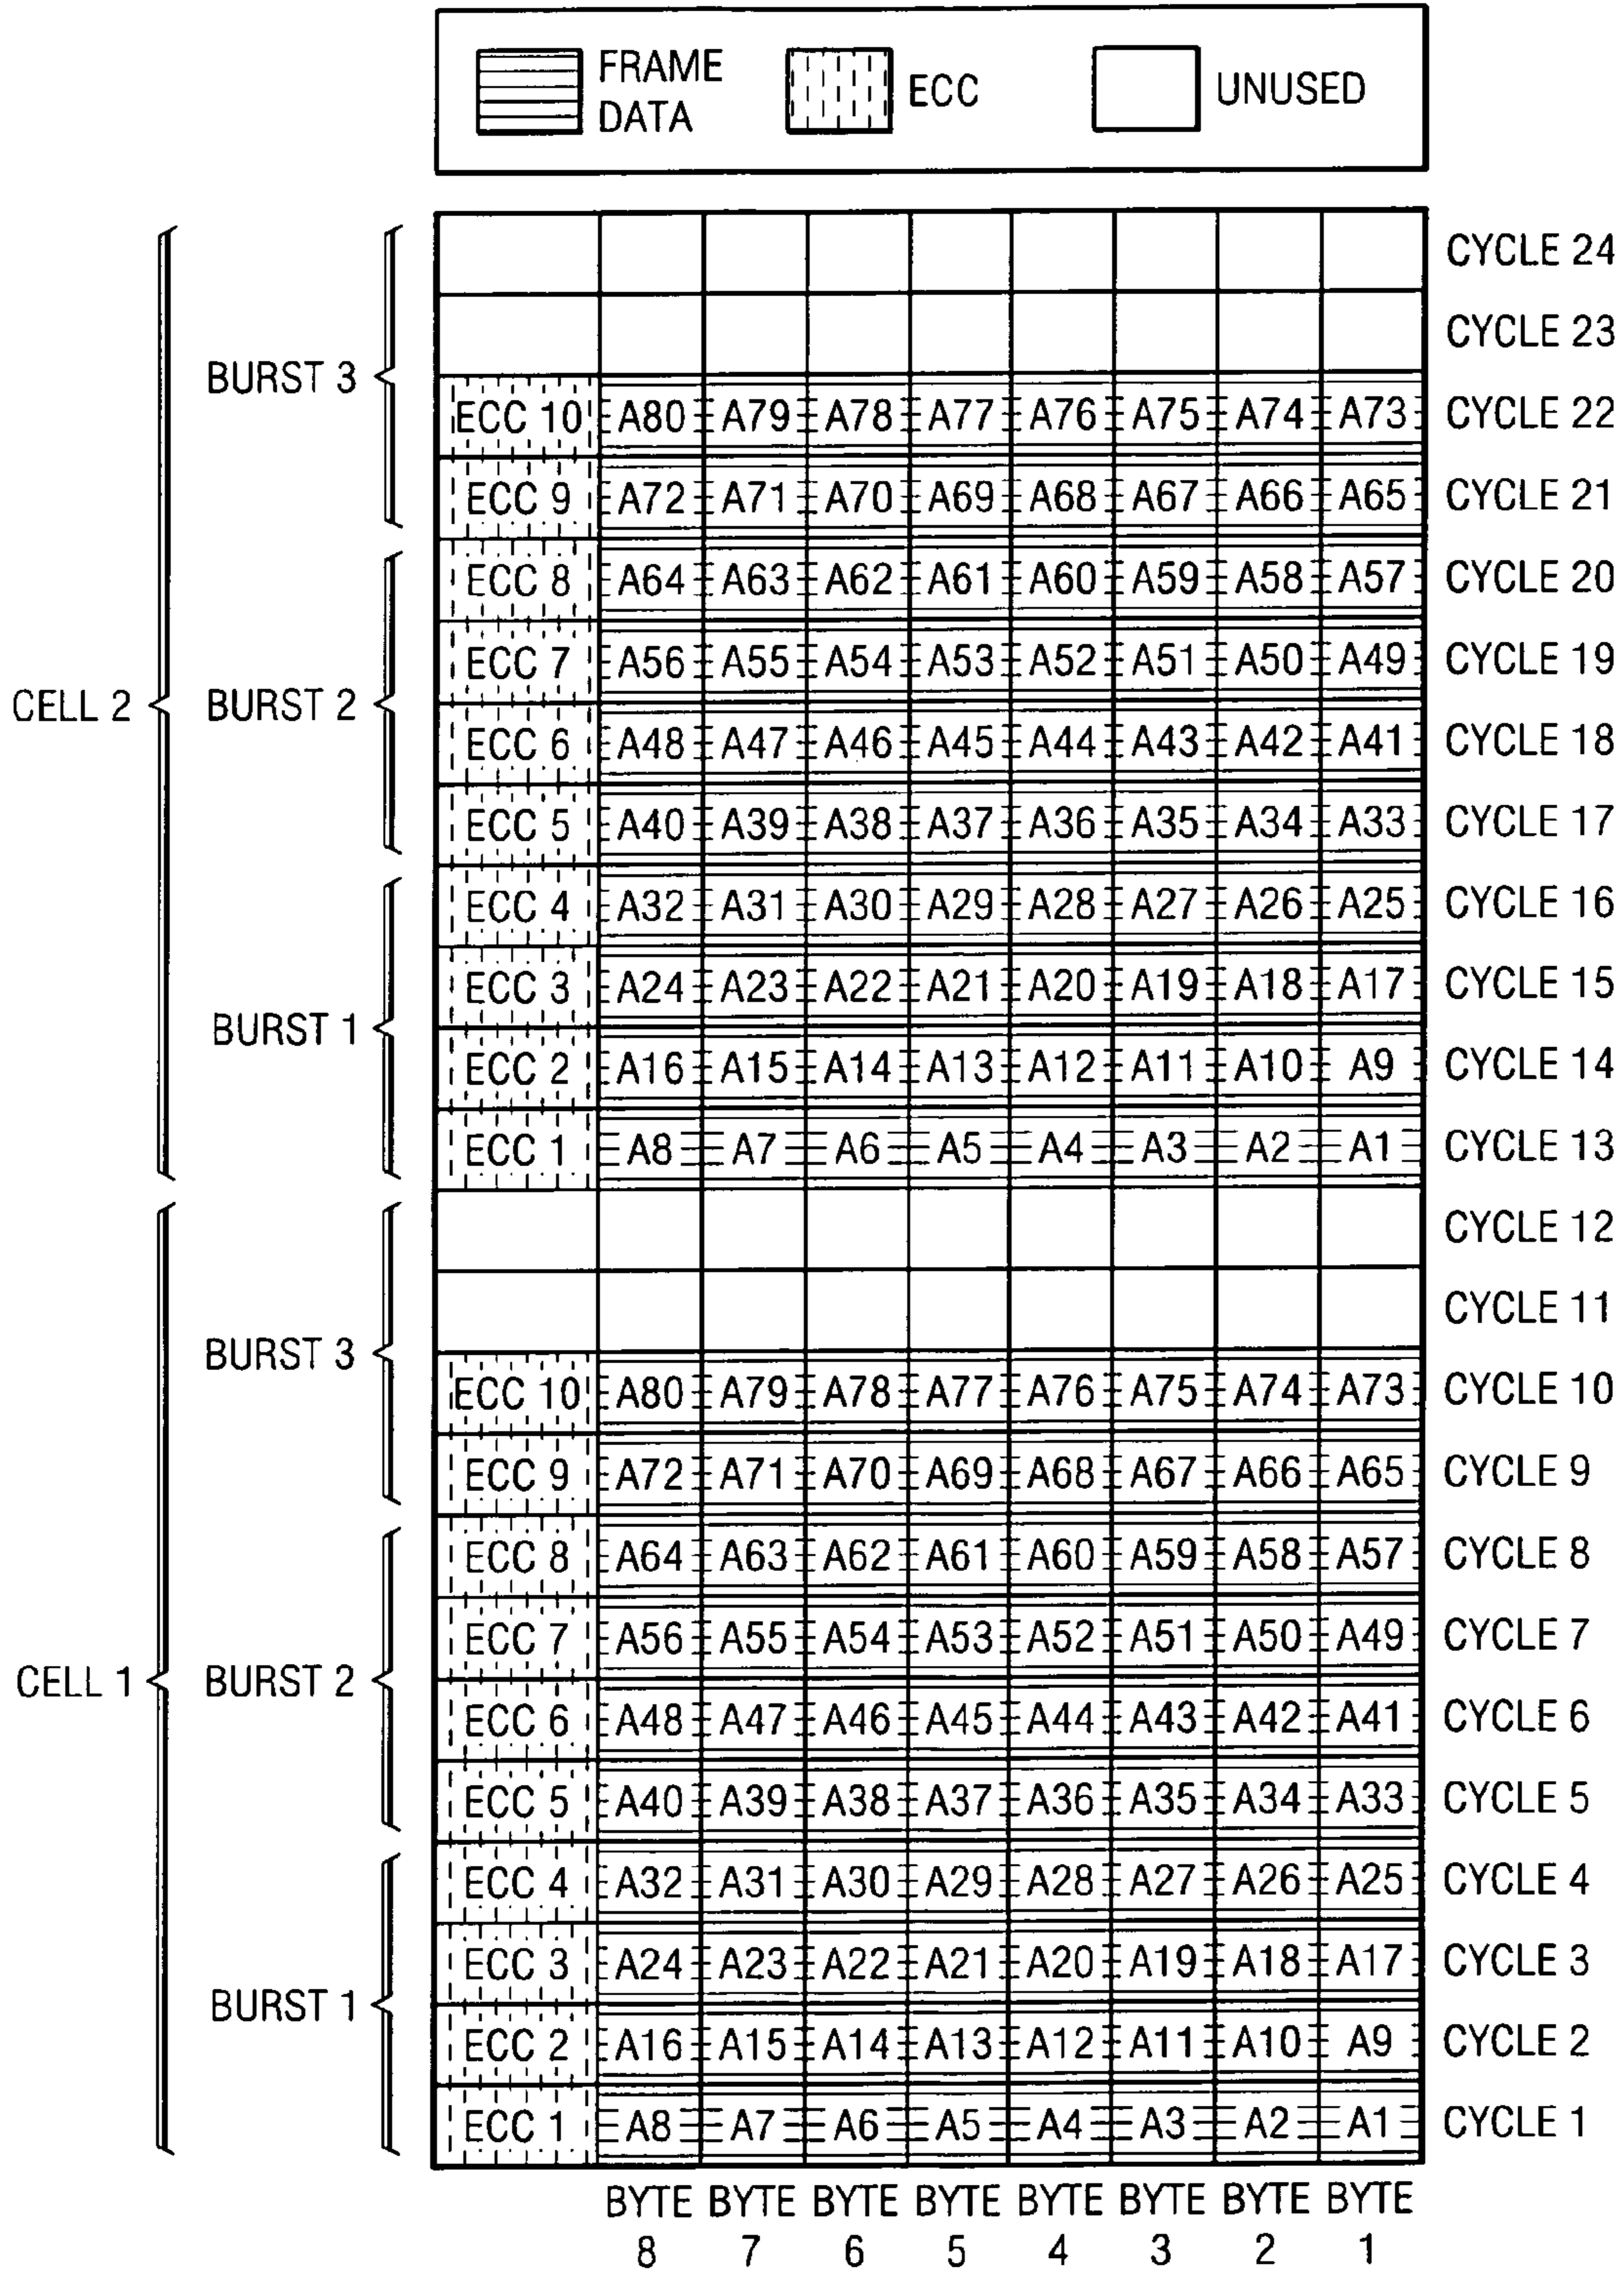 FRAME DATA ECC UNUSED
CYCLE 24
CYCLE 23
BURST 3
ECC 10 A80 A79 A78 A77 A76 A75 A74 A73 CYCLE 22
ECC 9 A72 A71 A70 A69 A68 A67 A66 A65 CYCLE 21
ECC 8 A64 A63 A62 A61 A60 A59 A58 A57 CYCLE 20
ECC 7 A56 A55 A54 A53 A52 A51 A50 A49 CYCLE 19
CELL 2 BURST 2
ECC 6 A48 A47 A46 A45 A44 A43 A42 A41 CYCLE 18
ECC 5 A40 A39 A38 A37 A36 A35 A34 A33 CYCLE 17
ECC 4 A32 A31 A30 A29 A28 A27 A26 A25 CYCLE 16
ECC 3 A24 A23 A22 A21 A20 A19 A18 A17 CYCLE 15
BURST 1
ECC 2 A16 A15 A14 A13 A12 A11 A10 A9 CYCLE 14
ECC 1 A8 A7 A6 A5 A4 A3 A2 A1 CYCLE 13
CYCLE 12
CYCLE 11
BURST 3
ECC 10 A80 A79 A78 A77 A76 A75 A74 A73 CYCLE 10
ECC 9 A72 A71 A70 A69 A68 A67 A66 A65 CYCLE 9
ECC 8 A64 A63 A62 A61 A60 A59 A58 A57 CYCLE 8
ECC 7 A56 A55 A54 A53 A52 A51 A50 A49 CYCLE 7
CELL 1 BURST 2
ECC 6 A48 A47 A46 A45 A44 A43 A42 A41 CYCLE 6
ECC 5 A40 A39 A38 A37 A36 A35 A34 A33 CYCLE 5
ECC 4 A32 A31 A30 A29 A28 A27 A26 A25 CYCLE 4
ECC 3 A24 A23 A22 A21 A20 A19 A18 A17 CYCLE 3
BURST 1
ECC 2 A16 A15 A14 A13 A12 A11 A10 A9 CYCLE 2
ECC 1 A8 A7 A6 A5 A4 A3 A2 A1 CYCLE 1
BYTE BYTE BYTE BYTE BYTE BYTE BYTE BYTE
8 7 6 5 4 3 2 1